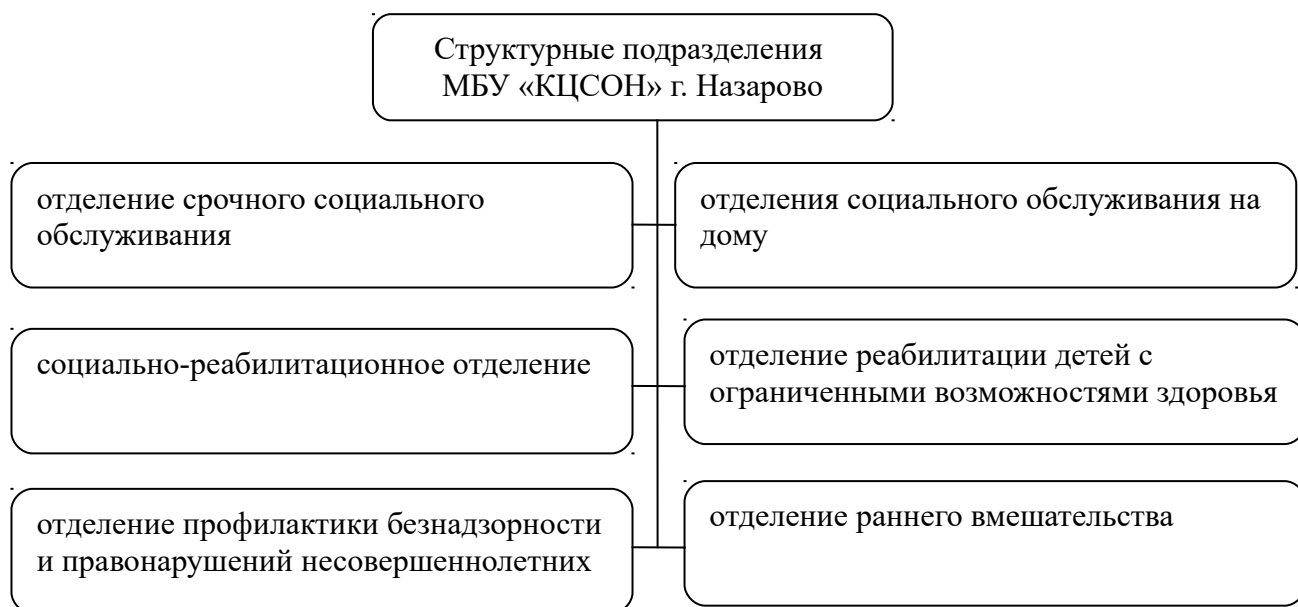 Структурные подразделения
МБУ «КЦСОН» г. Назарово
отделение срочного социального
обслуживания
отделения социального обслуживания на
дому
социально-реабилитационное отделение
отделение реабилитации детей с
ограниченными возможностями здоровья
отделение профилактики безнадзорности
и правонарушений несовершеннолетних
отделение раннего вмешательства